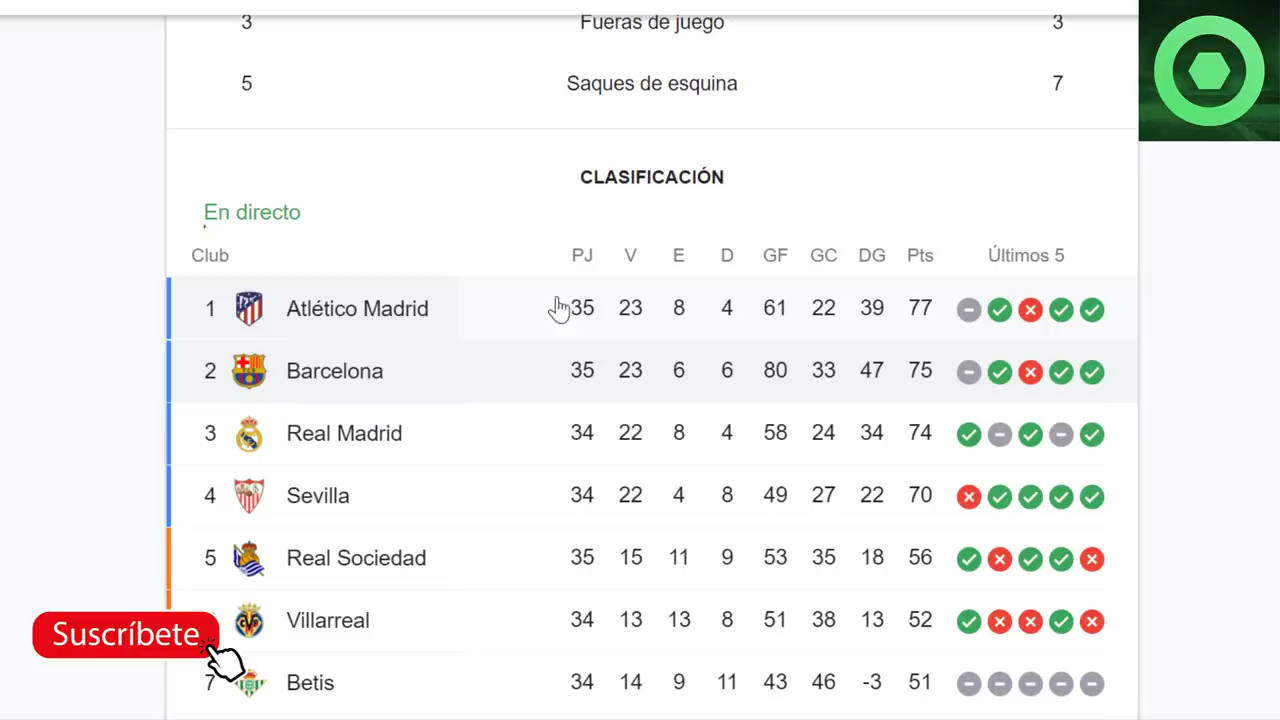 3 Fueras de juego 3
5 Saques de esquina 7
CLASIFICACIÓN
En directo
Club PJ V E D GF GC DG Pts Últimos 5
1 Atlético Madrid 35 23 8 4 61 22 39 77
2 Barcelona 35 23 6 6 80 33 47 75
3 Real Madrid 34 22 8 4 58 24 34 74
4 Sevilla 34 22 4 8 49 27 22 70
5 Real Sociedad 35 15 11 9 53 35 18 56
Villarreal 34 13 13 8 51 38 13 52
Suscríbete
7 Betis 34 14 9 11 43 46 -3 51